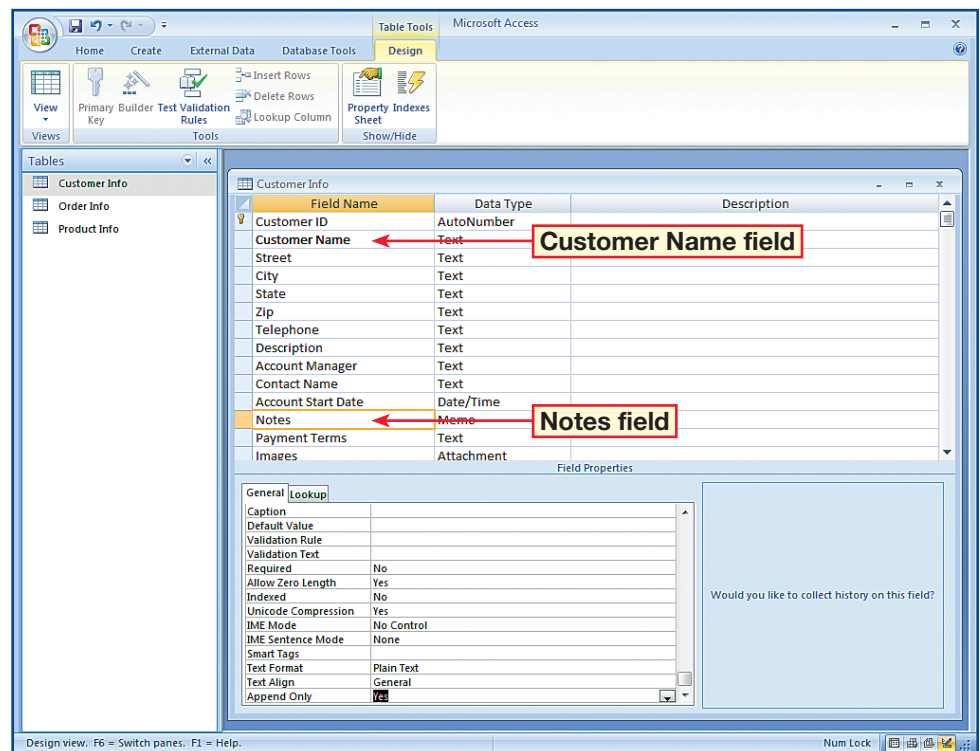 Table Tools Microsoft Access
Home Create External Data Database Tools Design
View
Views
Primary Key
Builder
Test Validation Rules
Insert Rows
Delete Rows
Lookup Column
Tools
Property Sheet
Indexes
Show/Hide
Tables
Customer Info
Order Info
Product Info
Customer Info
Field Name Data Type Description
Customer ID AutoNumber
Customer Name Text
Customer Name field
Street Text
City Text
State Text
Zip Text
Telephone Text
Description Text
Account Manager Text
Contact Name Text
Account Start Date Date/Time
Notes Memo
Notes field
Payment Terms Text
Images Attachment
Field Properties
General Lookup
Caption
Default Value
Validation Rule
Validation Text
Required No
Allow Zero Length Yes
Indexed No
Unicode Compression Yes
IME Mode No Control
IME Sentence Mode None
Smart Tags
Text Format Plain Text
Text Align General
Append Only Yes
Would you like to collect history on this field?
Design view. F6 = Switch panes. F1 = Help. Num Lock